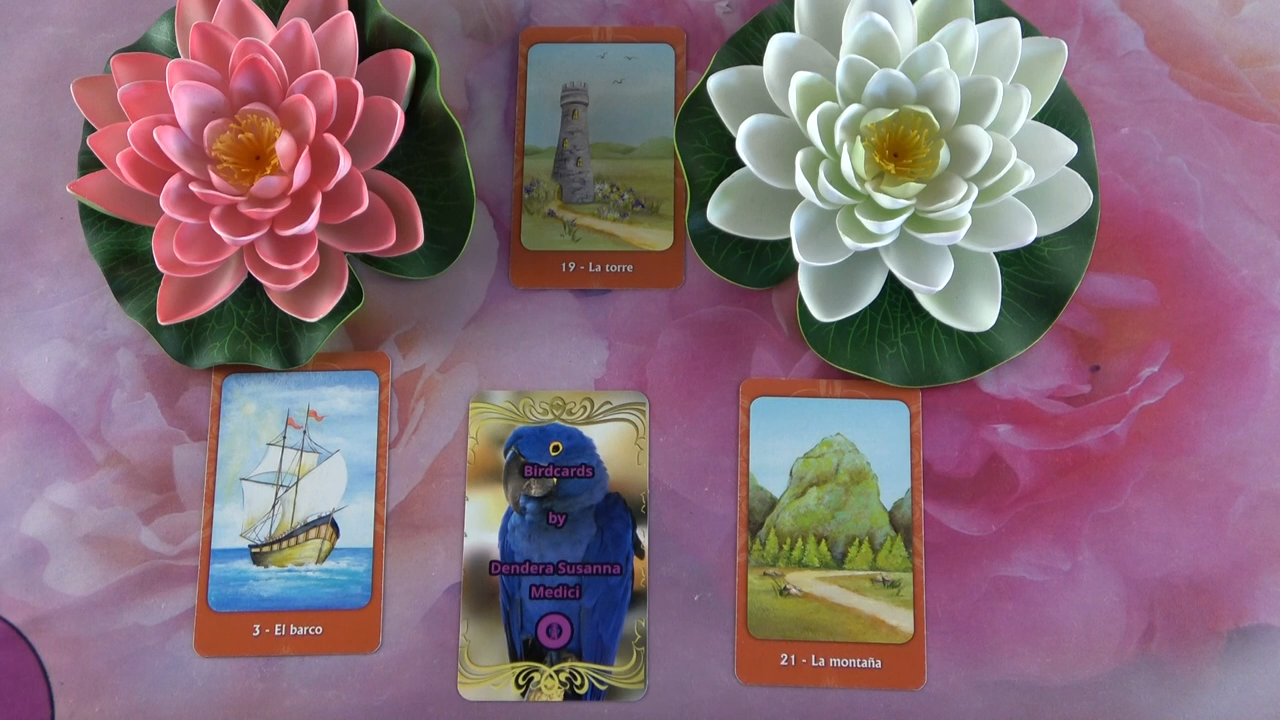 19 - La torre
3 - El barco
Birdcards
by
Dendera Susanna
Medici
21 - La montaña